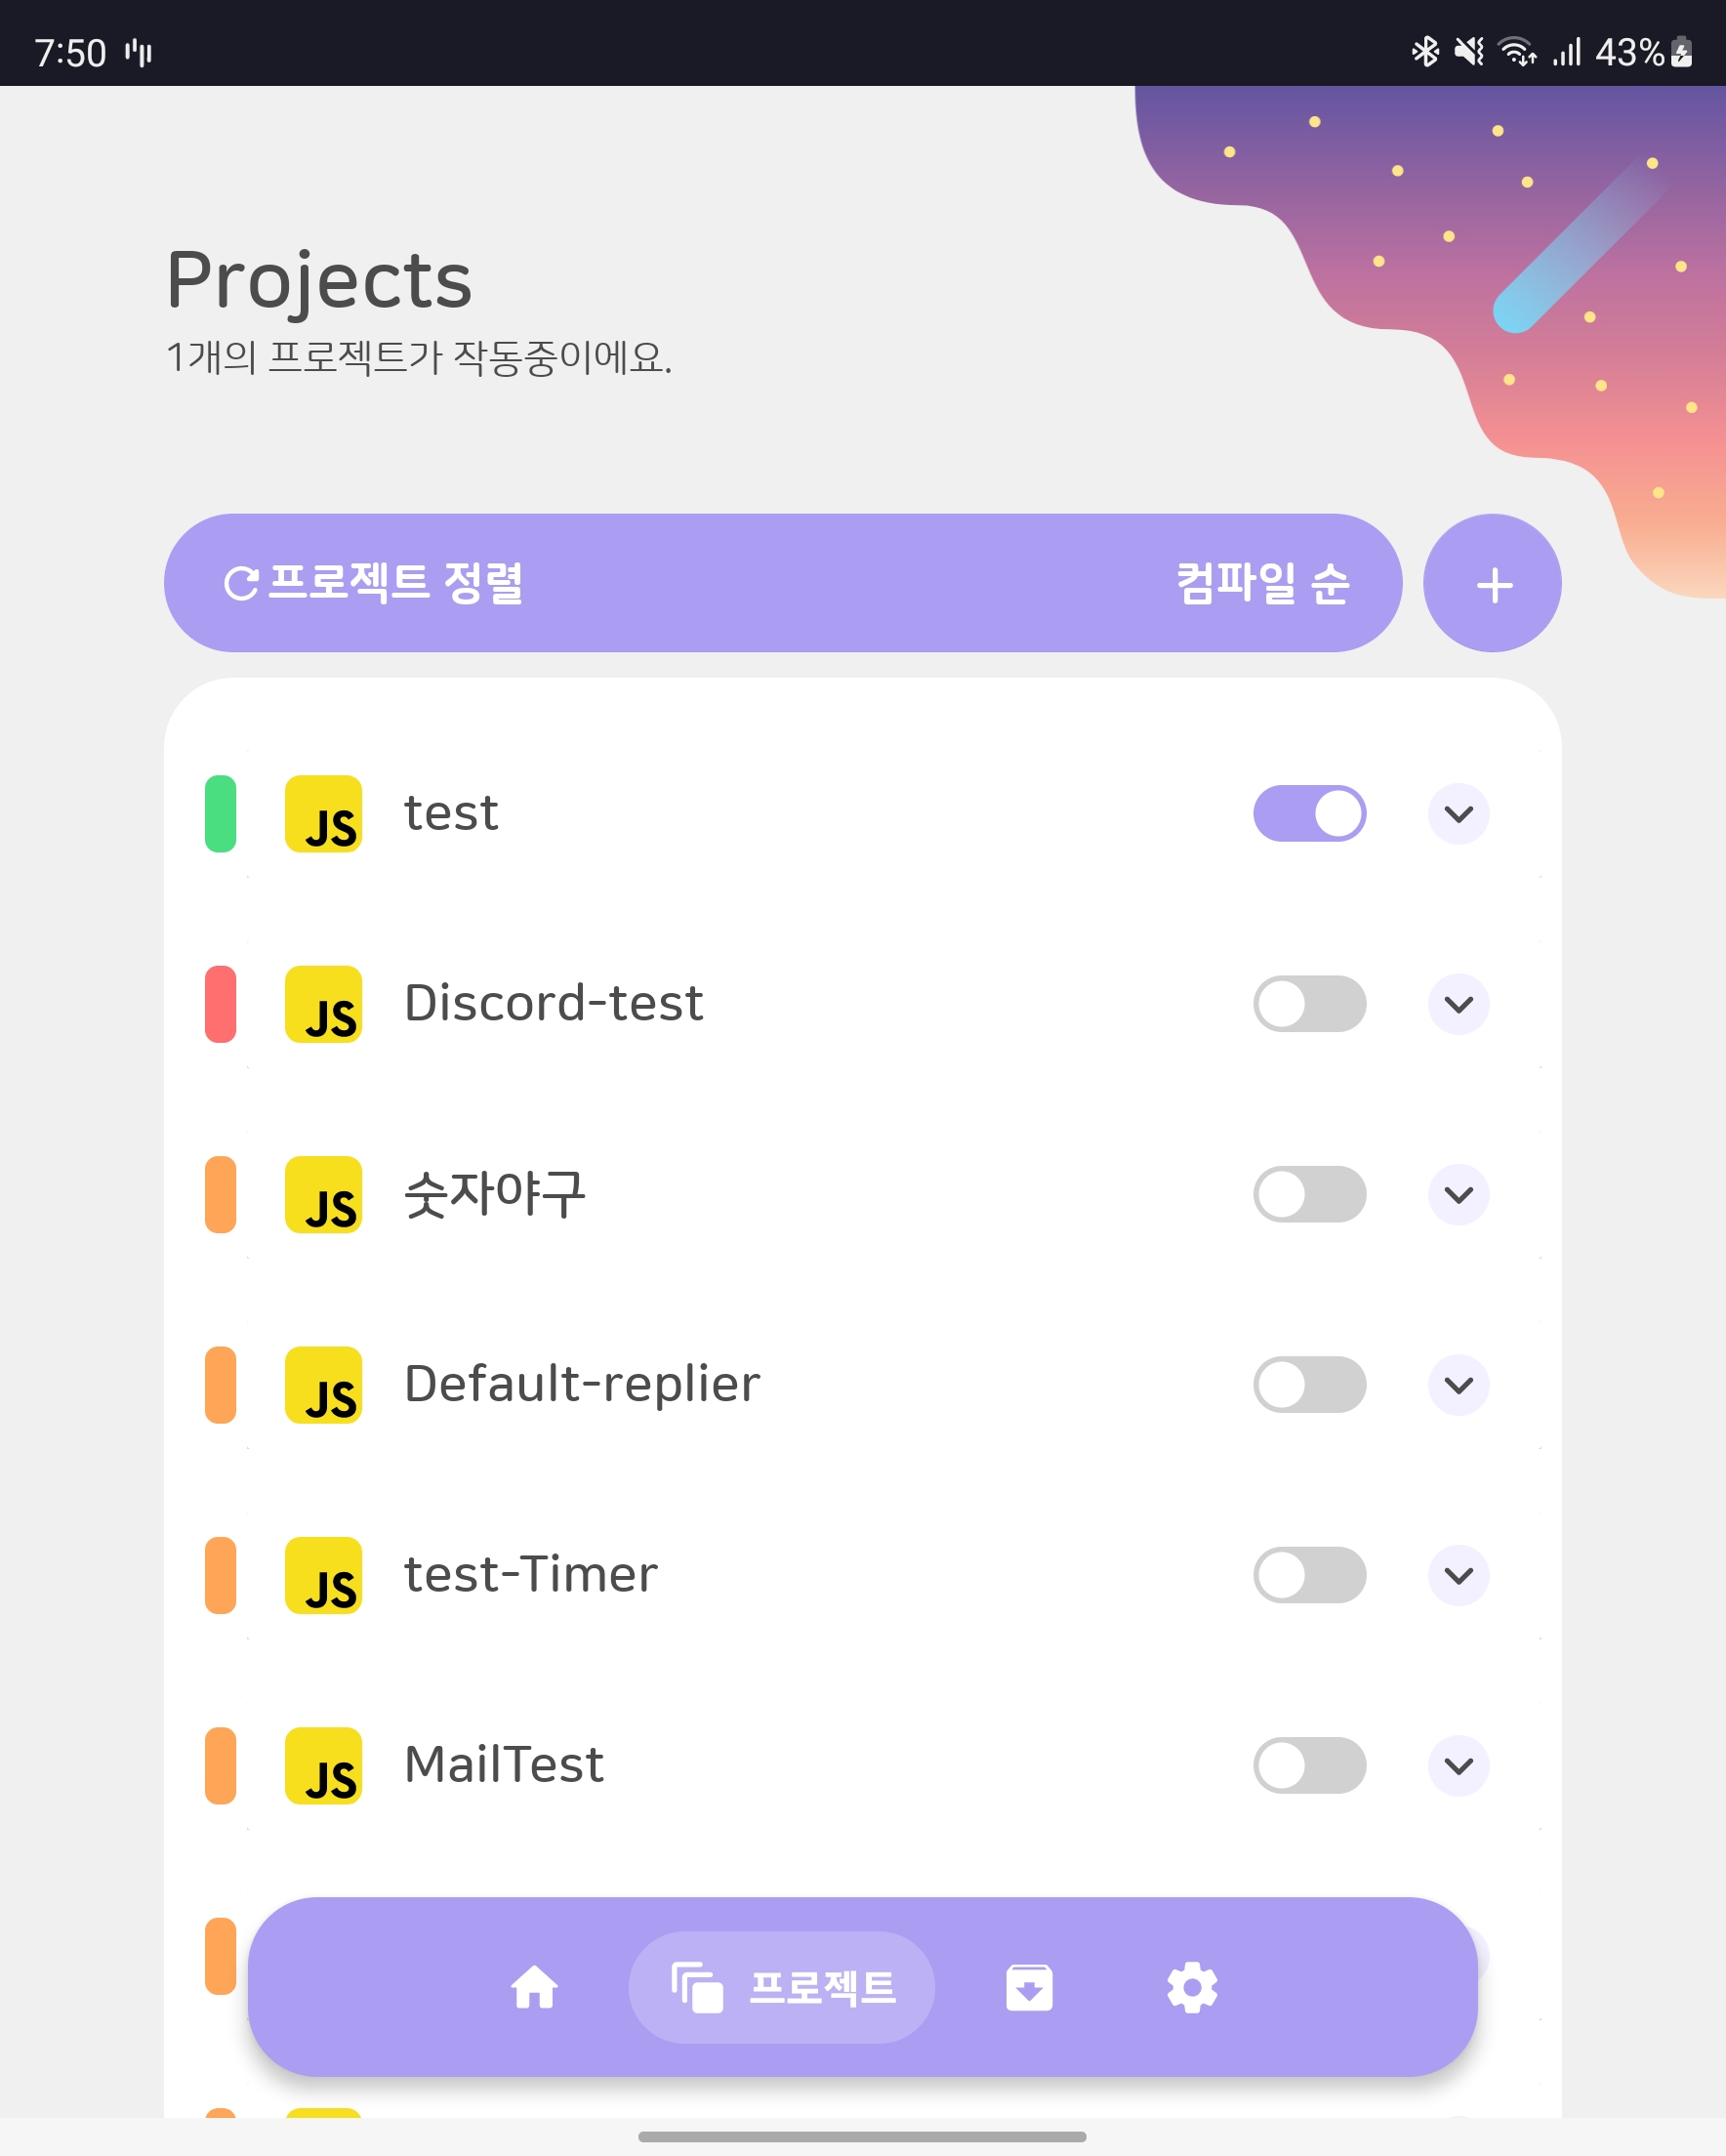 7:50 43%
Projects
1개의 프로젝트가 작동중이에요.
프로젝트 정렬 컴파일 순
JS test
JS Discord-test
JS 숫자야구
JS Default-replier
JS test-Timer
JS MailTest
프로젝트